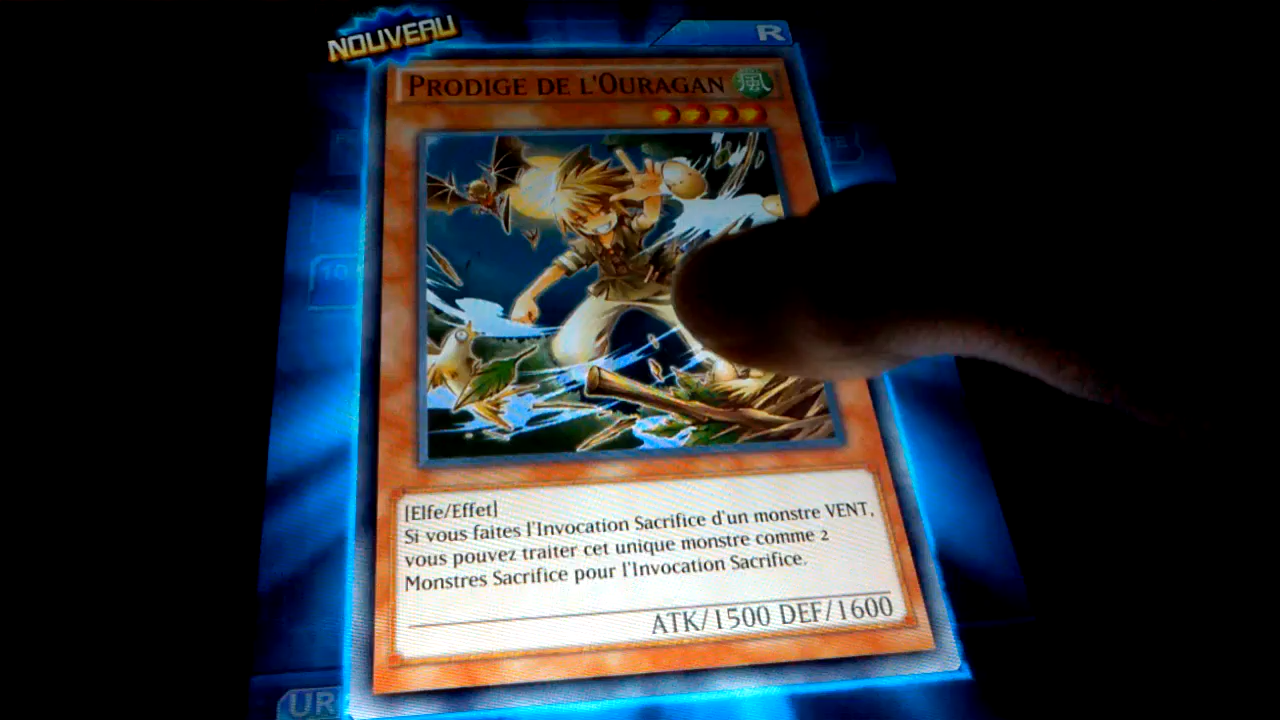 NOUVEAU
R
PRODIGE DE L'OURAGAN
風
10
[Elfe/Effet]
Si vous faites l'Invocation Sacrifice d'un monstre VENT,
vous pouvez traiter cet unique monstre comme 2
Monstres Sacrifice pour l'Invocation Sacrifice.
ATK/1500 DEF/1600
UR